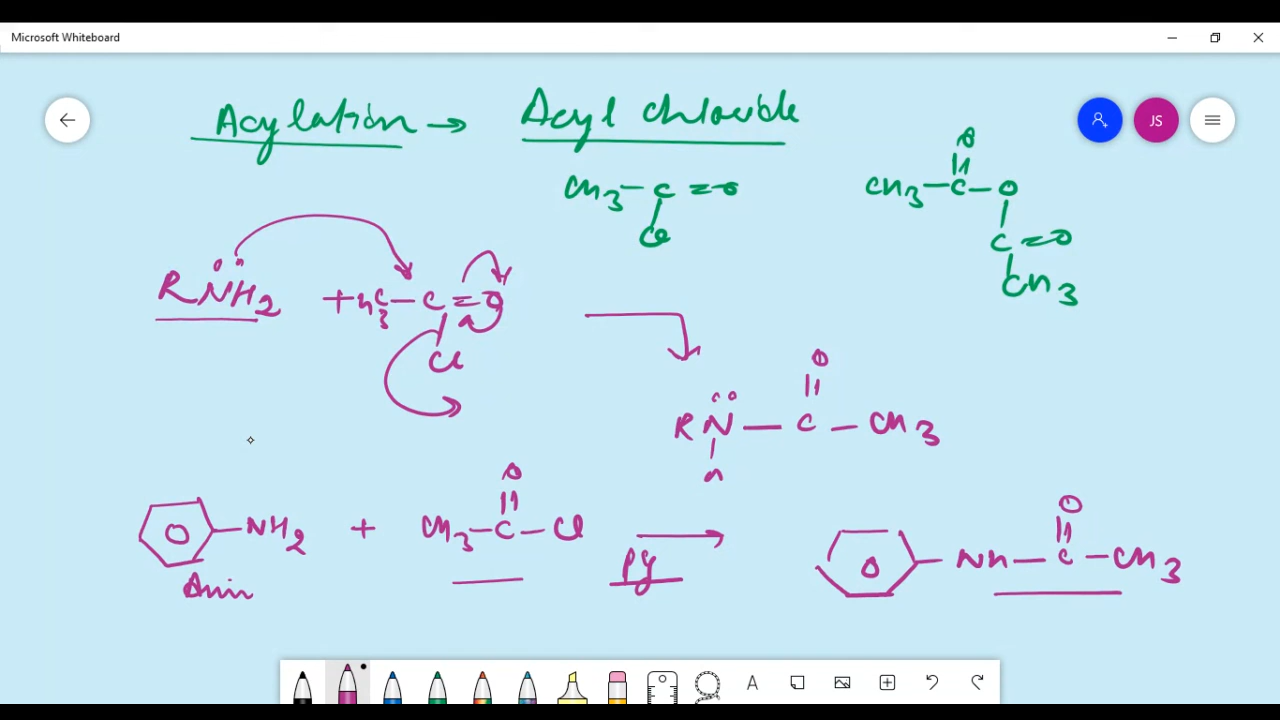 Microsoft Whiteboard
Acylation → Acyl chloride
CH3 - C = O
Cl
O
CH3 - C - O
C = O
CH3
JS
RNH2 + H3C - C = O
Cl
O
RN - C - CH3
H
NH2 + CH3 - C - Cl
O
Py
NH - C - CH3
O
A